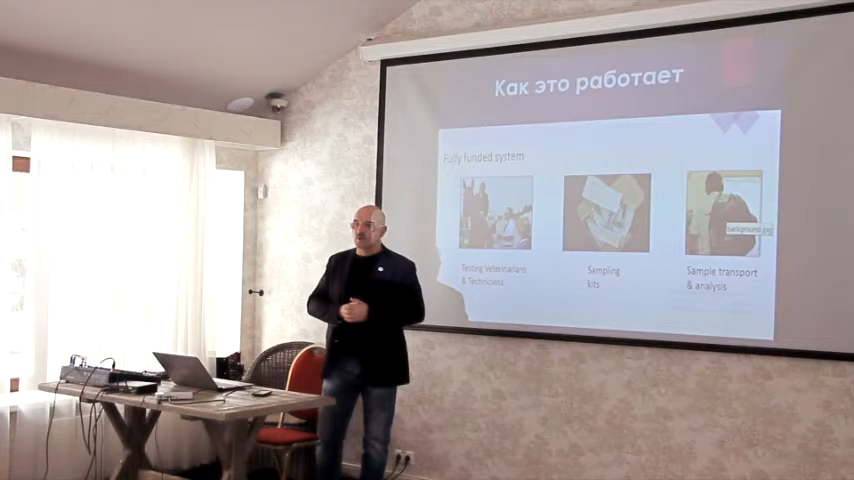 Как это работает
Fully funded system
background.jpg
Testing Veterinarians
& Technicians
Sampling
kits
Sample transport
& analysis